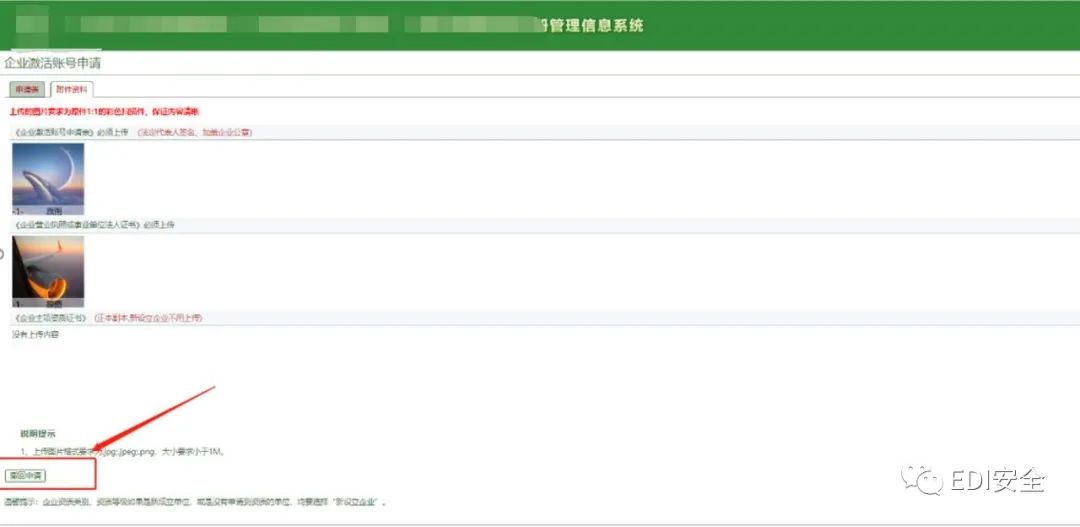 册管理信息系统
企业激活账号申请
申请表 附件资料
上传的图片要求为原件1:1的彩色扫描件，保证内容清晰
《企业激活账号申请表》必须上传 (法定代表人签名、加盖企业公章)
-1-
《企业营业执照或事业单位法人证书》必须上传
-1-
《企业主项资质证书》 (正本副本,新设立企业不用上传)
没有上传内容
说明提示
1、上传图片格式要求为.jpg;.jpeg;.png、大小要求小于1M。
撤回申请
温馨提示：企业资质类别、资质等级如果是新成立单位，或是没有申请到资质的单位，均要选择“新设立企业”。
EDI安全